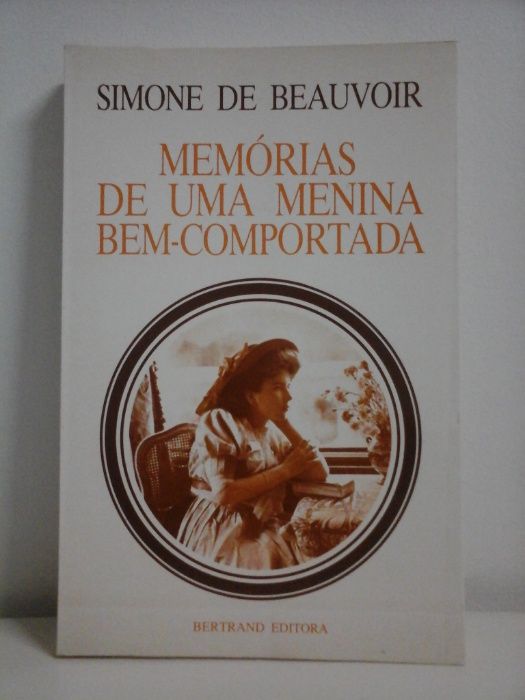 SIMONE DE BEAUVOIR
MEMÓRIAS
DE UMA MENINA
BEM-COMPORTADA
BERTRAND EDITORA